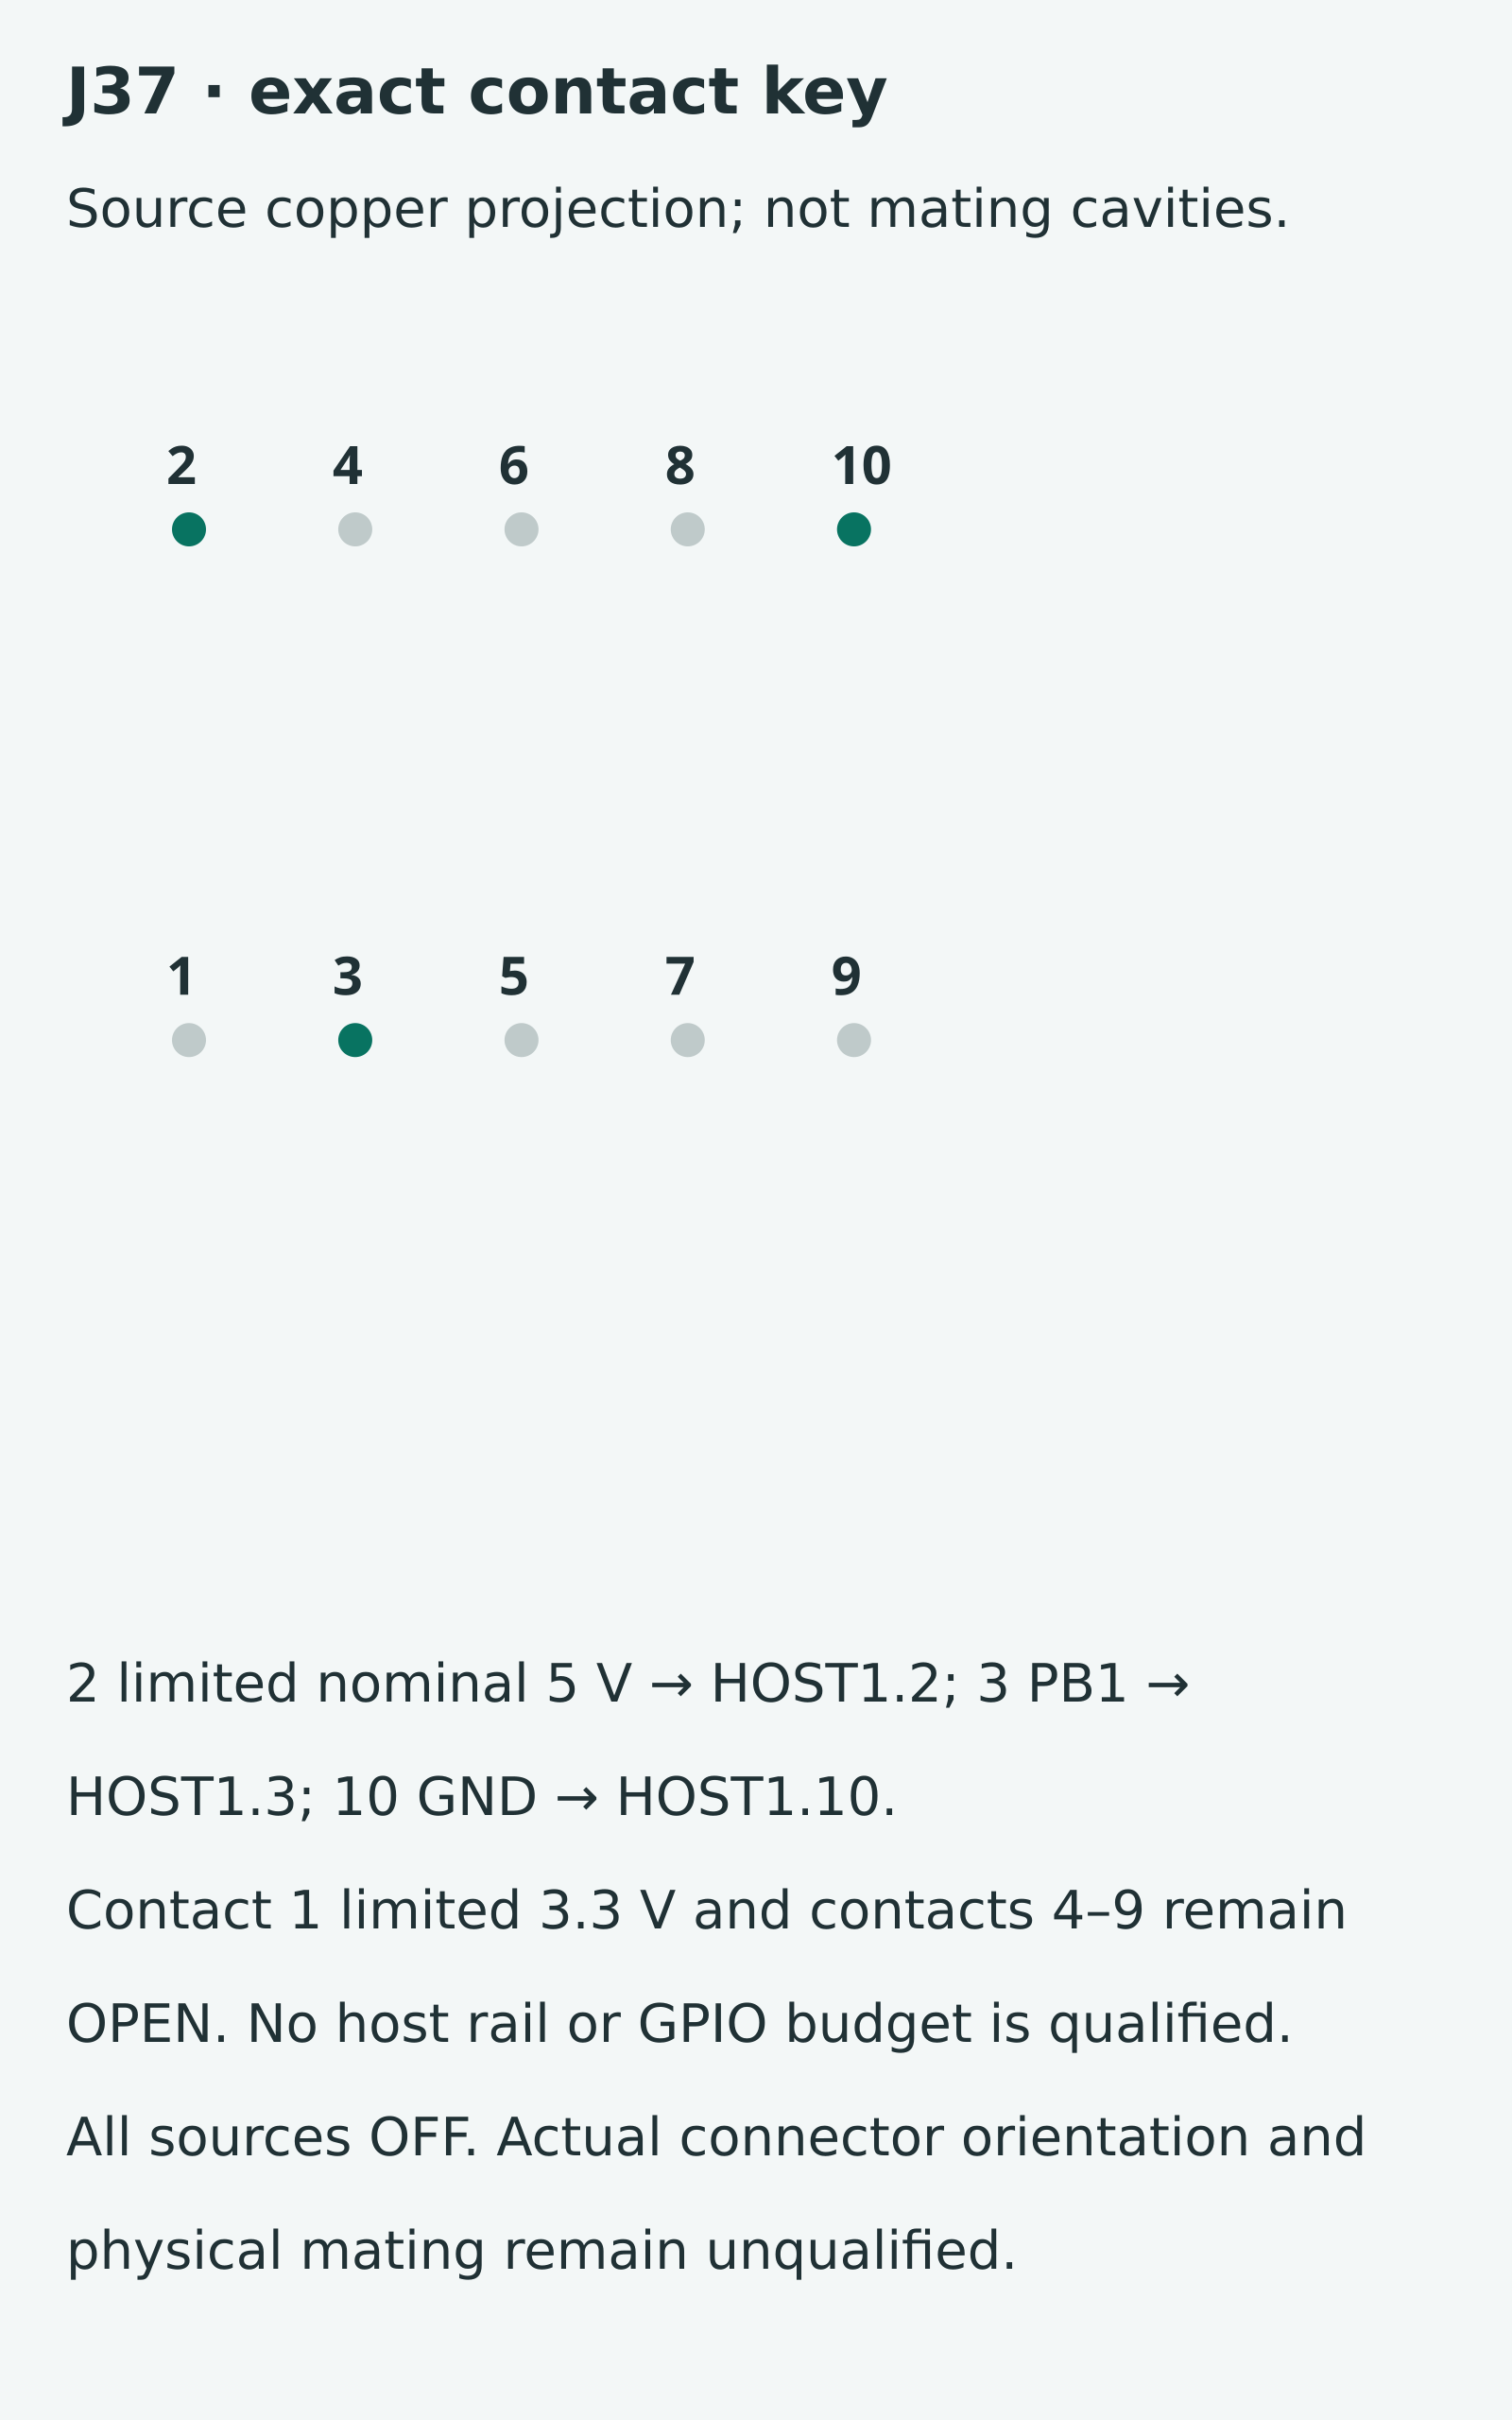 J37 · exact contact key
Source copper projection; not mating cavities.
2 4 6 8 10
1 3 5 7 9
2 limited nominal 5 V → HOST1.2; 3 PB1 →
HOST1.3; 10 GND → HOST1.10.
Contact 1 limited 3.3 V and contacts 4–9 remain
OPEN. No host rail or GPIO budget is qualified.
All sources OFF. Actual connector orientation and
physical mating remain unqualified.